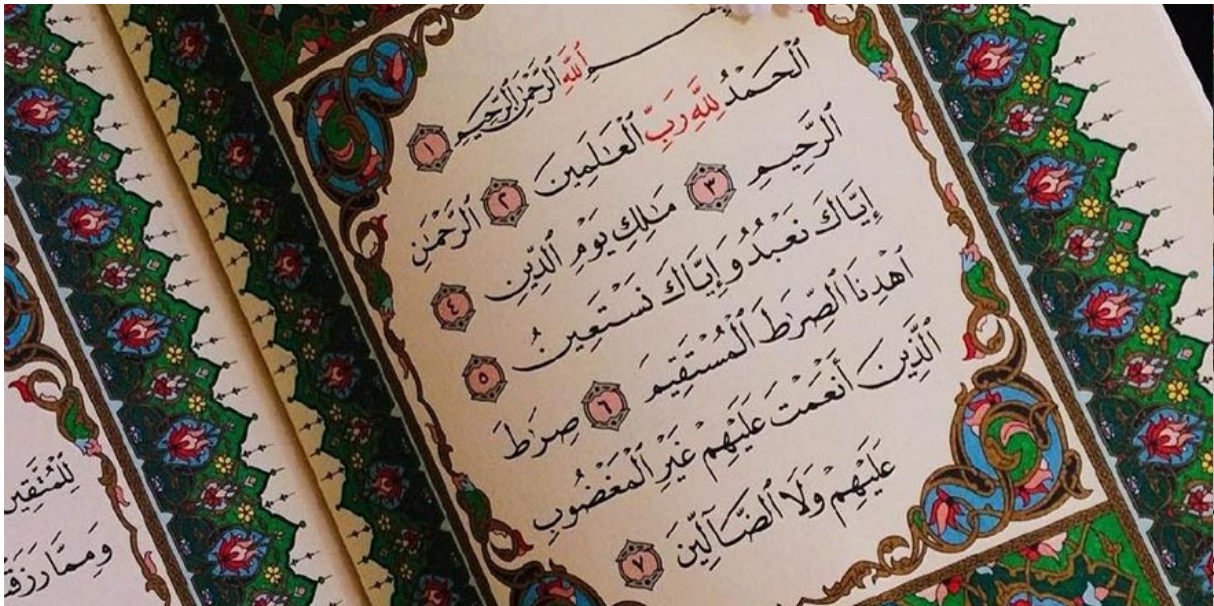 بِسْمِ ٱللَّهِ ٱلرَّحْمَٰنِ ٱلرَّحِيمِ ١
ٱلْحَمْدُ لِلَّهِ رَبِّ ٱلْعَٰلَمِينَ ٢ ٱلرَّحْمَٰنِ
ٱلرَّحِيمِ ٣ مَٰلِكِ يَوْمِ ٱلدِّينِ ٤
إِيَّاكَ نَعْبُدُ وَإِيَّاكَ نَسْتَعِينُ ٥
ٱهْدِنَا ٱلصِّرَٰطَ ٱلْمُسْتَقِيمَ ٦ صِرَٰطَ
ٱلَّذِينَ أَنْعَمْتَ عَلَيْهِمْ غَيْرِ ٱلْمَغْضُوبِ
عَلَيْهِمْ وَلَا ٱلضَّآلِّينَ ٧
لِّلْمُتَّقِينَ
وَمِمَّا